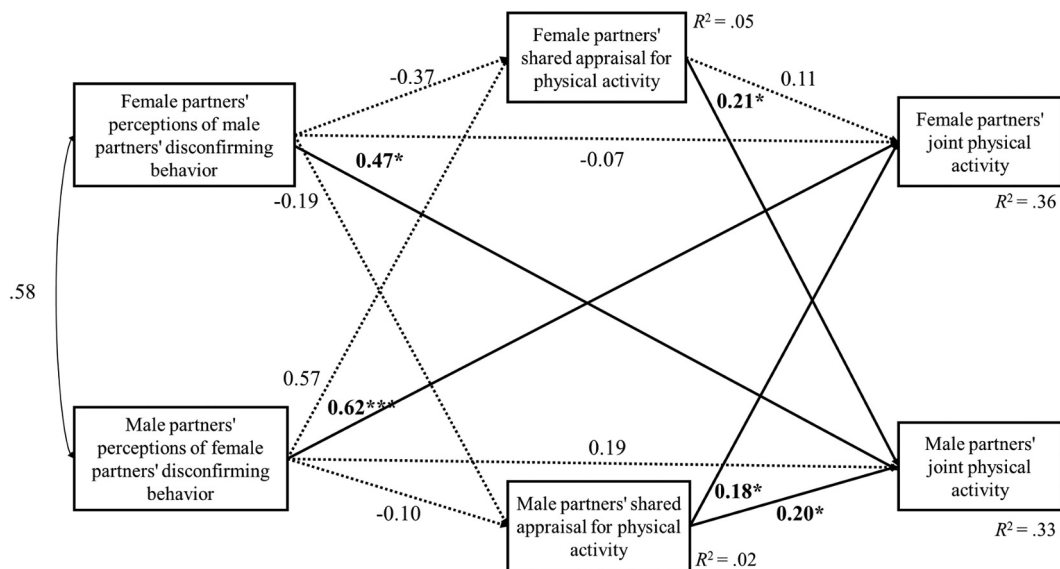 Female partners'
shared appraisal for
physical activity
R² = .05
-0.37
0.11
0.21*
Female partners'
perceptions of male
partners' disconfirming
behavior
Female partners'
joint physical
activity
0.47*
-0.07
-0.19
R² = .36
.58
0.57
0.62***
Male partners'
perceptions of female
partners' disconfirming
behavior
0.19
Male partners'
joint physical
activity
-0.10
Male partners' shared
appraisal for physical
activity
0.18*
0.20*
R² = .33
R² = .02